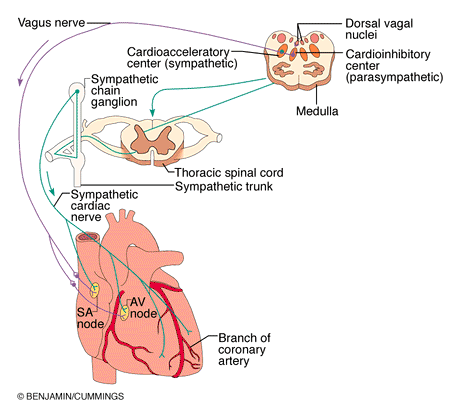 Vagus nerve
Dorsal vagal
nuclei
Cardioacceleratory
center (sympathetic)
Cardioinhibitory
center
(parasympathetic)
Medulla
Sympathetic
chain
ganglion
Thoracic spinal cord
Sympathetic trunk
Sympathetic
cardiac
nerve
SA
node
AV
node
Branch of
coronary
artery
© BENJAMIN/CUMMINGS